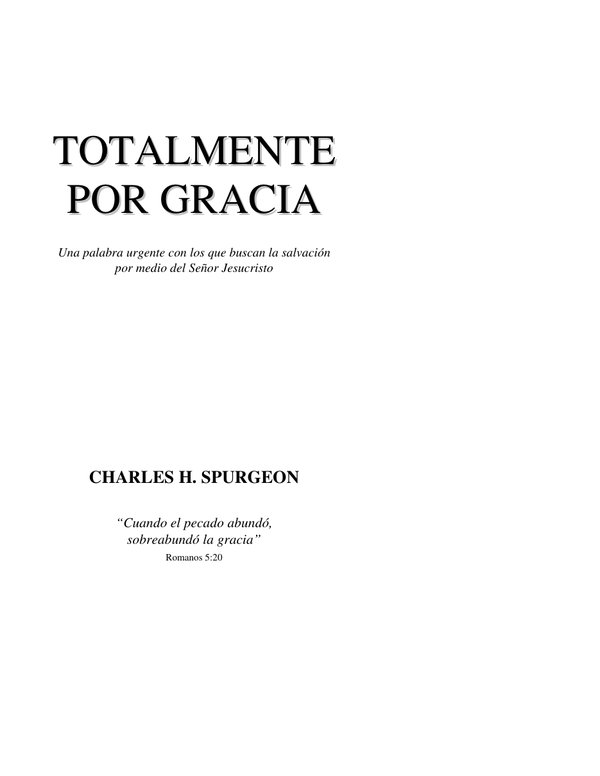 TOTALMENTE
POR GRACIA
Una palabra urgente con los que buscan la salvación
por medio del Señor Jesucristo
CHARLES H. SPURGEON
“Cuando el pecado abundó,
sobreabundó la gracia”
Romanos 5:20